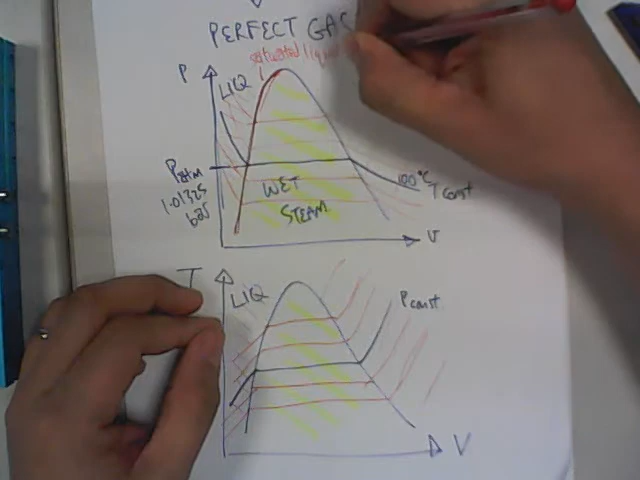 PERFECT GAS
saturated liquid
P
LIQ
Patm
1.01325
bar
WET
STEAM
100°C
T const
V
T
LIQ
P const
V